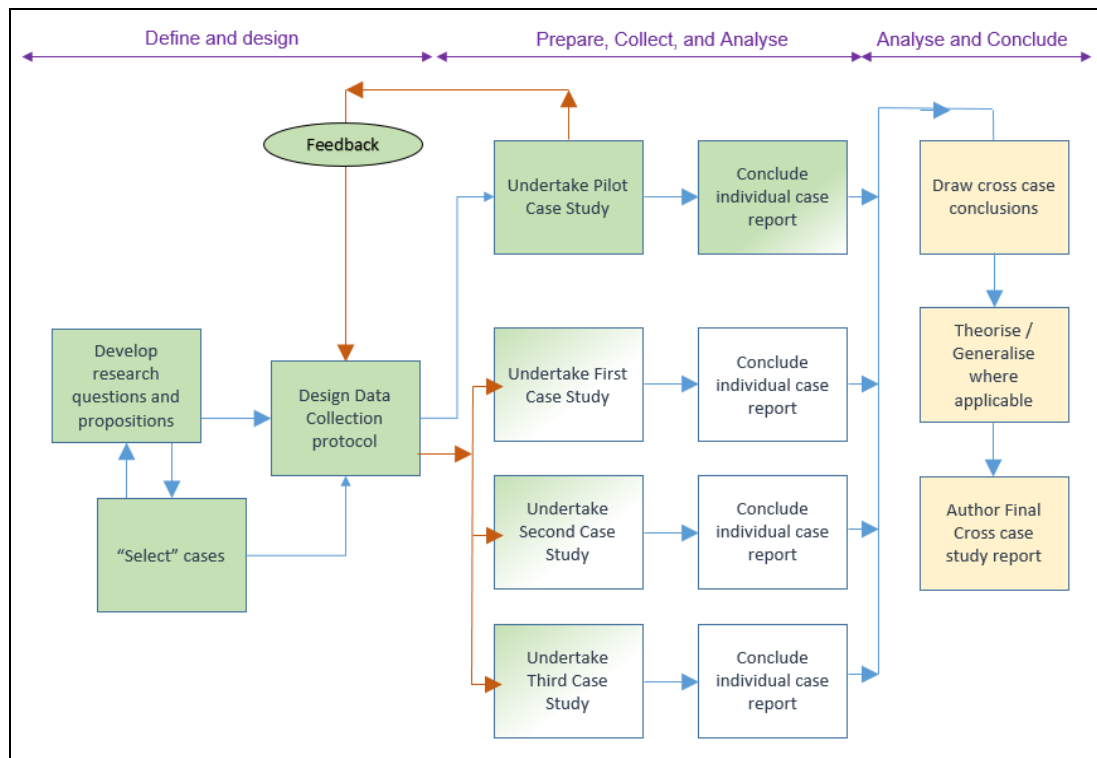 Define and design
Prepare, Collect, and Analyse
Analyse and Conclude
Feedback
Undertake Pilot
Case Study
Conclude
individual case
report
Draw cross case
conclusions
Develop
research
questions and
propositions
Design Data
Collection
protocol
Undertake First
Case Study
Conclude
individual case
report
Theorise /
Generalise
where
applicable
“Select” cases
Undertake
Second Case
Study
Conclude
individual case
report
Author Final
Cross case
study report
Undertake
Third Case
Study
Conclude
individual case
report